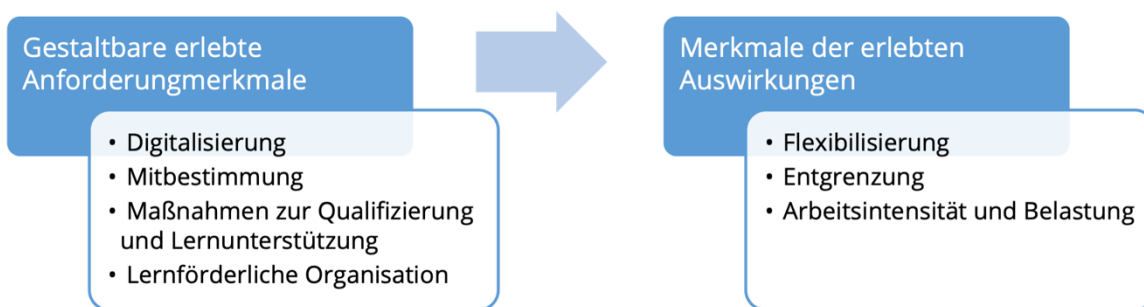 Gestaltbare erlebte
Anforderungmerkmale
• Digitalisierung
• Mitbestimmung
• Maßnahmen zur Qualifizierung
und Lernunterstützung
• Lernförderliche Organisation
Merkmale der erlebten
Auswirkungen
• Flexibilisierung
• Entgrenzung
• Arbeitsintensität und Belastung